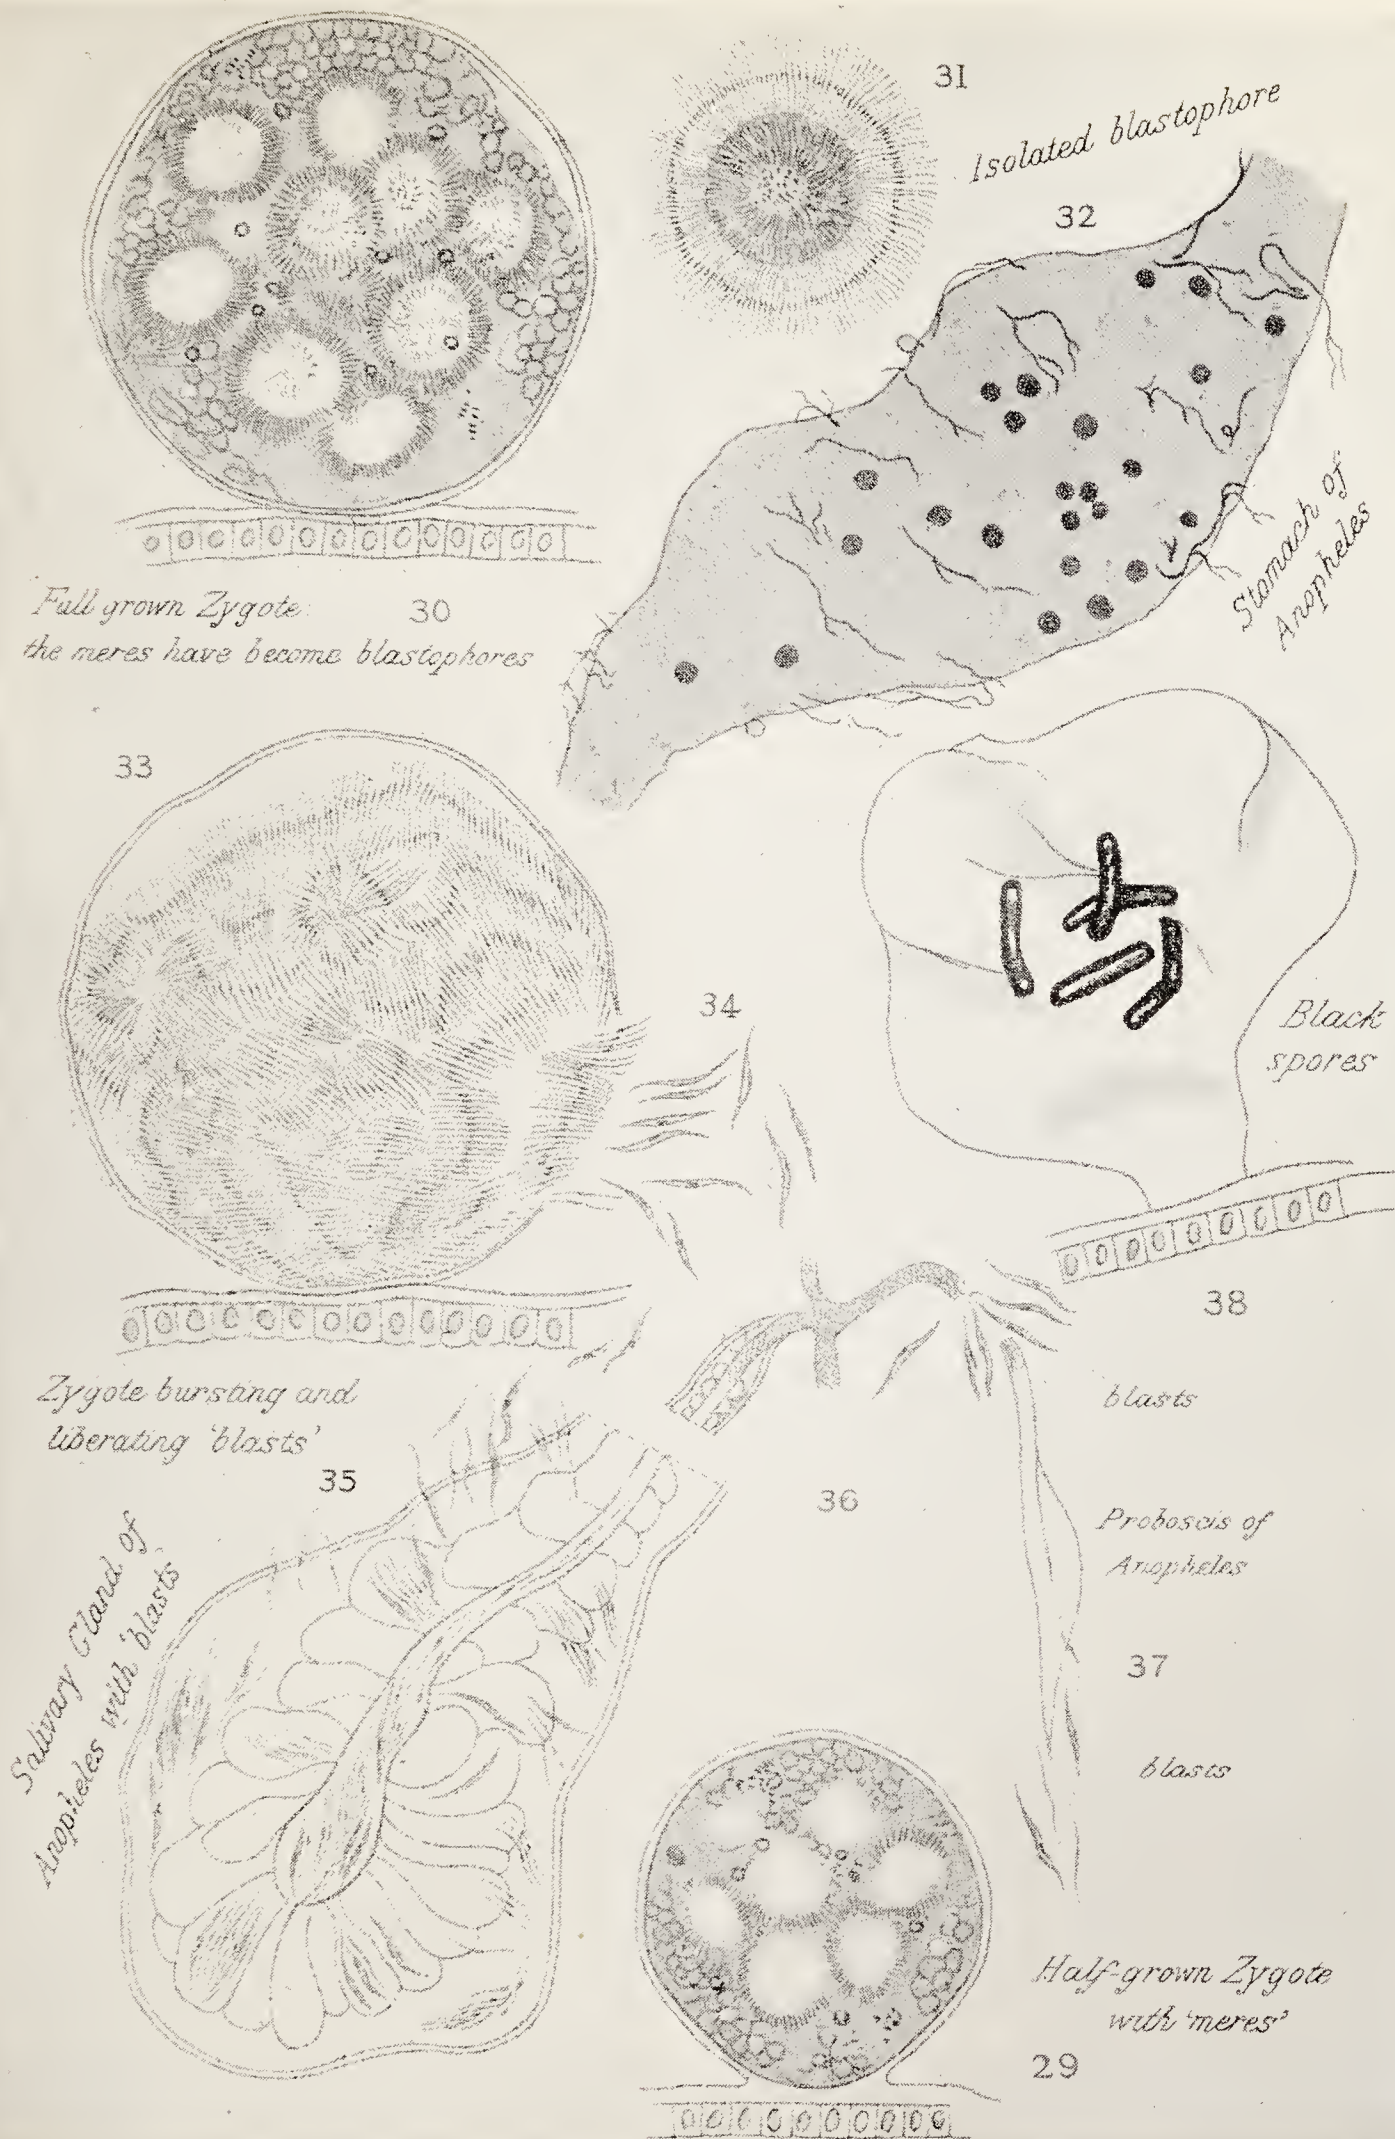 31
Isolated blastophore
32
Stomach of
Anopheles
Full grown Zygote:
30
the meres have become blastophores
33
34
Black
spores
38
Zygote bursting and
liberating 'blasts'
35
blasts
36
Proboscis of
Anopheles
Salivary Gland of
Anopheles with 'blasts
37
blasts
Half-grown Zygote
with 'meres'
29